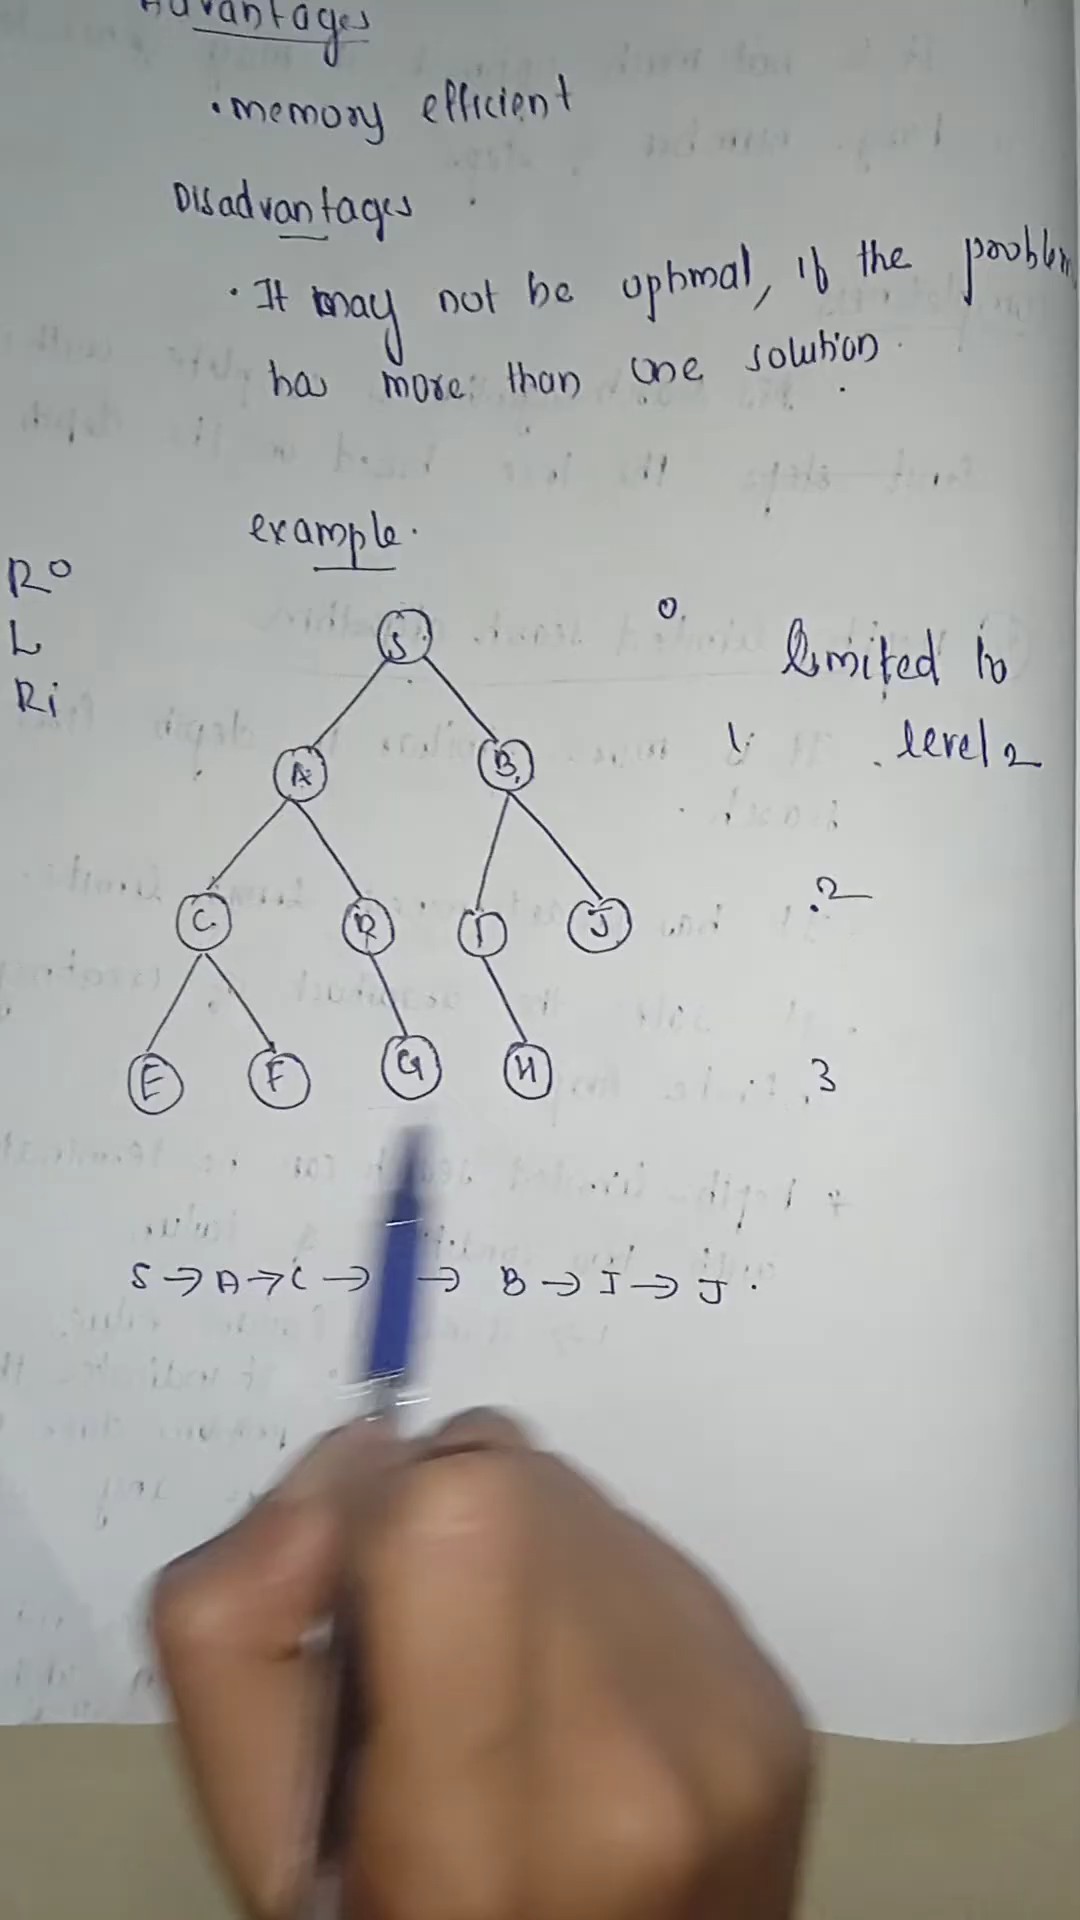 Advantages
• memory efficient
Disadvantages
• It may not be optimal, if the problem
has more than one solution.
example.
R0
L
Ri
S
0
limited to
level 2
A
B
1
C
I
J
2
E
F
G
H
3
S → A → C → → B → I → J.